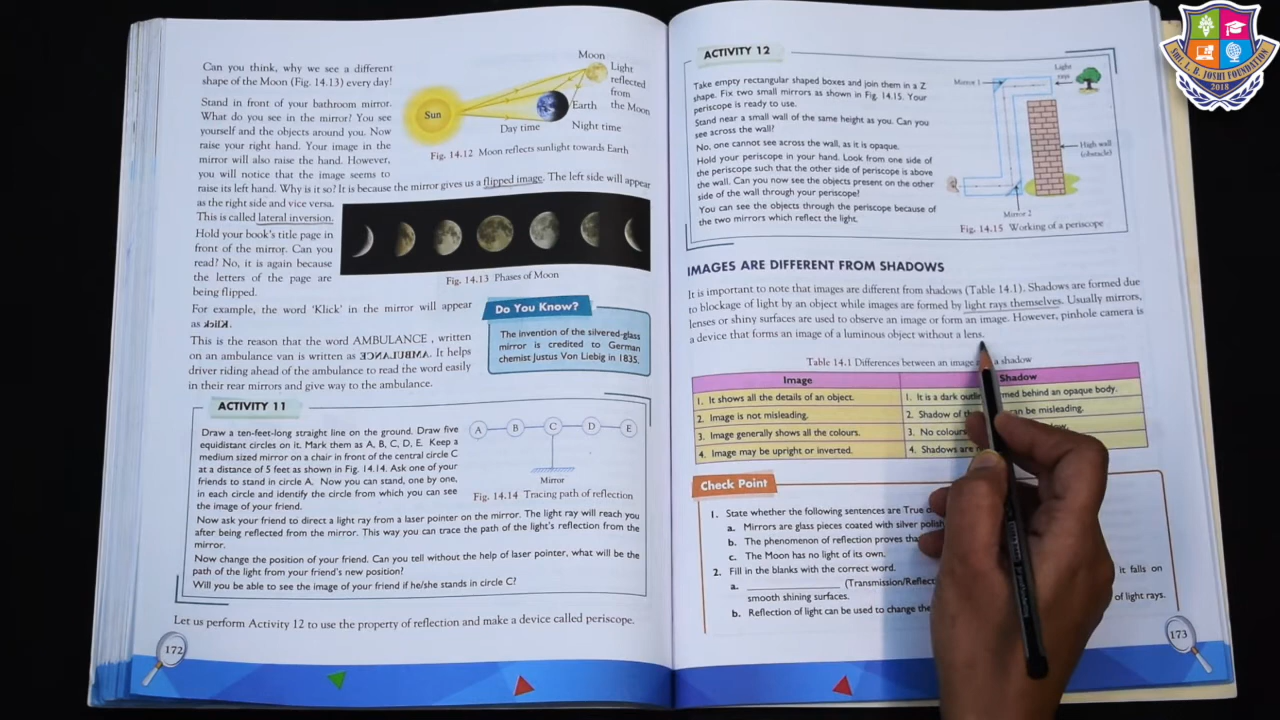 Can you think, why we see a different
shape of the Moon (Fig. 14.13) every day!
Stand in front of your bathroom mirror.
What do you see in the mirror? You see
yourself and the objects around you. Now
raise your right hand. Your image in the
mirror will also raise the hand. However,
you will notice that the image seems to
raise its left hand. Why is it so? It is because the mirror gives us a flipped image. The left side will appear
as the right side and vice versa.
This is called lateral inversion.
Hold your book's title page in
front of the mirror. Can you
read? No, it is again because
the letters of the page are
being flipped.
For example, the word 'Klick' in the mirror will appear
as Klick.
This is the reason that the word AMBULANCE , written
on an ambulance van is written as AMBULANCE. It helps
driver riding ahead of the ambulance to read the word easily
in their rear mirrors and give way to the ambulance.
Moon
Light
reflected
from
the Moon
Sun
Earth
Day time
Night time
Fig. 14.12 Moon reflects sunlight towards Earth
Fig. 14.13 Phases of Moon
Do You Know?
The invention of the silvered-glass
mirror is credited to German
chemist Justus Von Liebig in 1835.
ACTIVITY 11
Draw a ten-feet-long straight line on the ground. Draw five
equidistant circles on it. Mark them as A, B, C, D, E. Keep a
medium sized mirror on a chair in front of the central circle C
at a distance of 5 feet as shown in Fig. 14.14. Ask one of your
friends to stand in circle A. Now you can stand, one by one,
in each circle and identify the circle from which you can see
the image of your friend.
A B C D E
Mirror
Fig. 14.14 Tracing path of reflection
Now ask your friend to direct a light ray from a laser pointer on the mirror. The light ray will reach you
after being reflected from the mirror. This way you can trace the path of the light's reflection from the
mirror.
Now change the position of your friend. Can you tell without the help of laser pointer, what will be the
path of the light from your friend's new position?
Will you be able to see the image of your friend if he/she stands in circle C?
Let us perform Activity 12 to use the property of reflection and make a device called periscope.
172
ACTIVITY 12
Take empty rectangular shaped boxes and join them in a Z
shape. Fix two small mirrors as shown in Fig. 14.15. Your
periscope is ready to use.
Stand near a small wall of the same height as you. Can you
see across the wall?
No, one cannot see across the wall, as it is opaque.
Hold your periscope in your hand. Look from one side of
the periscope such that the other side of periscope is above
the wall. Can you now see the objects present on the other
side of the wall through your periscope?
You can see the objects through the periscope because of
the two mirrors which reflect the light.
Mirror 1
Light
rays
High wall
(obstacle)
Mirror 2
Fig. 14.15 Working of a periscope
IMAGES ARE DIFFERENT FROM SHADOWS
It is important to note that images are different from shadows (Table 14.1). Shadows are formed due
to blockage of light by an object while images are formed by light rays themselves. Usually mirrors,
lenses or shiny surfaces are used to observe an image or form an image. However, pinhole camera is
a device that forms an image of a luminous object without a lens.
Table 14.1 Differences between an image a shadow
Image Shadow
1. It shows all the details of an object. 1. It is a dark behind an opaque body.
2. Image is not misleading. 2. Shadow of can be misleading.
3. Image generally shows all the colours. 3. No
4. Image may be upright or inverted. 4. Shadows are
Check Point
1. State whether the following sentences are True
a. Mirrors are glass pieces coated with silver
b. The phenomenon of reflection proves
c. The Moon has no light of its own.
2. Fill in the blanks with the correct word.
a. ____________ it falls on
smooth shining surfaces.
b. Reflection of light can be used to change the of light rays.
173
SHRI. L. B. JOSHI FOUNDATION
2018